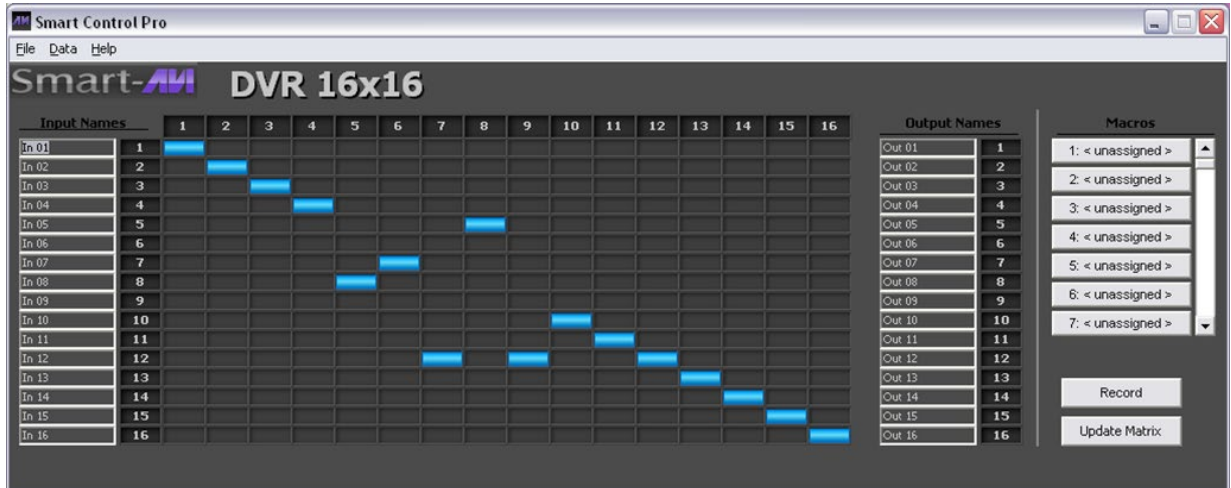 Smart Control Pro
File Data Help
Smart-AVI DVR 16x16
Input Names 1 2 3 4 5 6 7 8 9 10 11 12 13 14 15 16 Output Names Macros
In 01 1 Out 01 1 1: < unassigned >
In 02 2 Out 02 2 2: < unassigned >
In 03 3 Out 03 3 3: < unassigned >
In 04 4 Out 04 4 4: < unassigned >
In 05 5 Out 05 5 5: < unassigned >
In 06 6 Out 06 6 6: < unassigned >
In 07 7 Out 07 7 7: < unassigned >
In 08 8 Out 08 8
In 09 9 Out 09 9
In 10 10 Out 10 10
In 11 11 Out 11 11
In 12 12 Out 12 12
In 13 13 Out 13 13
In 14 14 Out 14 14 Record
In 15 15 Out 15 15
In 16 16 Out 16 16 Update Matrix